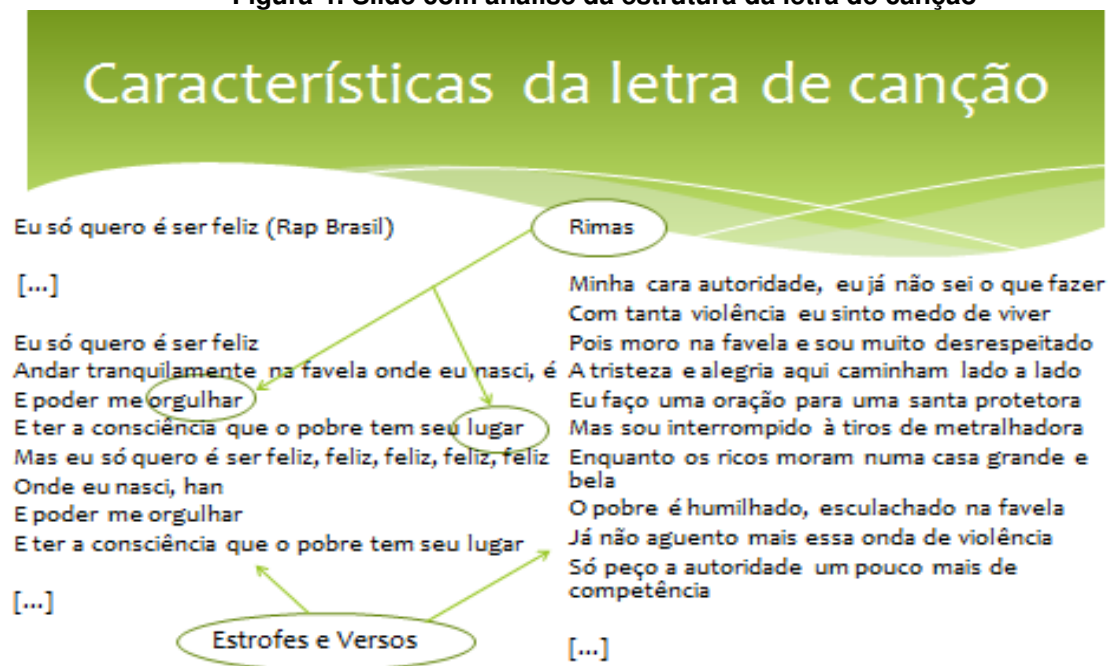 Figura 4. Slide com análise da estrutura da letra de canção
Características da letra de canção
Eu só quero é ser feliz (Rap Brasil)
[...]
Eu só quero é ser feliz
Andar tranquilamente na favela onde eu nasci, é
E poder me orgulhar
E ter a consciência que o pobre tem seu lugar
Mas eu só quero é ser feliz, feliz, feliz, feliz, feliz
Onde eu nasci, han
E poder me orgulhar
E ter a consciência que o pobre tem seu lugar
[...]
Estrofes e Versos
Rimas
Minha cara autoridade, eu já não sei o que fazer
Com tanta violência eu sinto medo de viver
Pois moro na favela e sou muito desrespeitado
A tristeza e alegria aqui caminham lado a lado
Eu faço uma oração para uma santa protetora
Mas sou interrompido à tiros de metralhadora
Enquanto os ricos moram numa casa grande e
bela
O pobre é humilhado, esculachado na favela
Já não aguento mais essa onda de violência
Só peço a autoridade um pouco mais de
competência
[...]